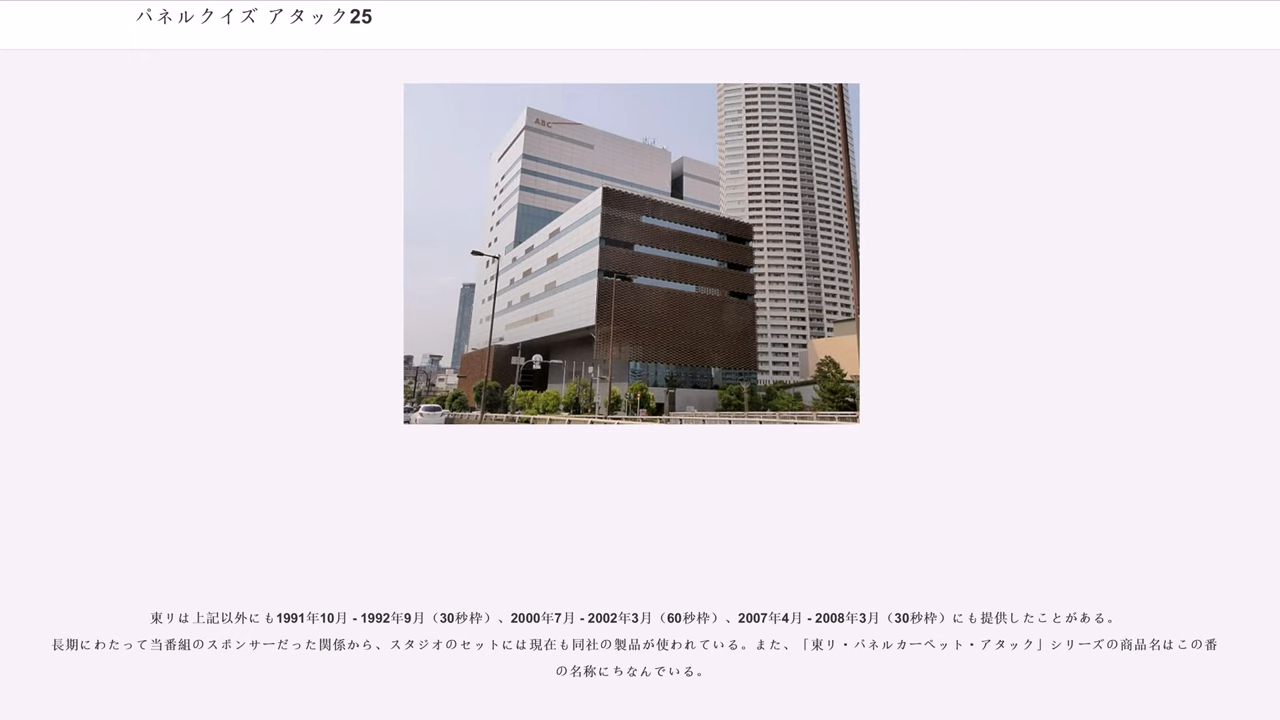 パネルクイズ アタック25
ABC
東リは上記以外にも1991年10月 - 1992年9月（30秒枠）、2000年7月 - 2002年3月（60秒枠）、2007年4月 - 2008年3月（30秒枠）にも提供したことがある。
長期にわたって当番組のスポンサーだった関係から、スタジオのセットには現在も同社の製品が使われている。また、「東リ・パネルカーペット・アタック」シリーズの商品名はこの番
の名称にちなんでいる。